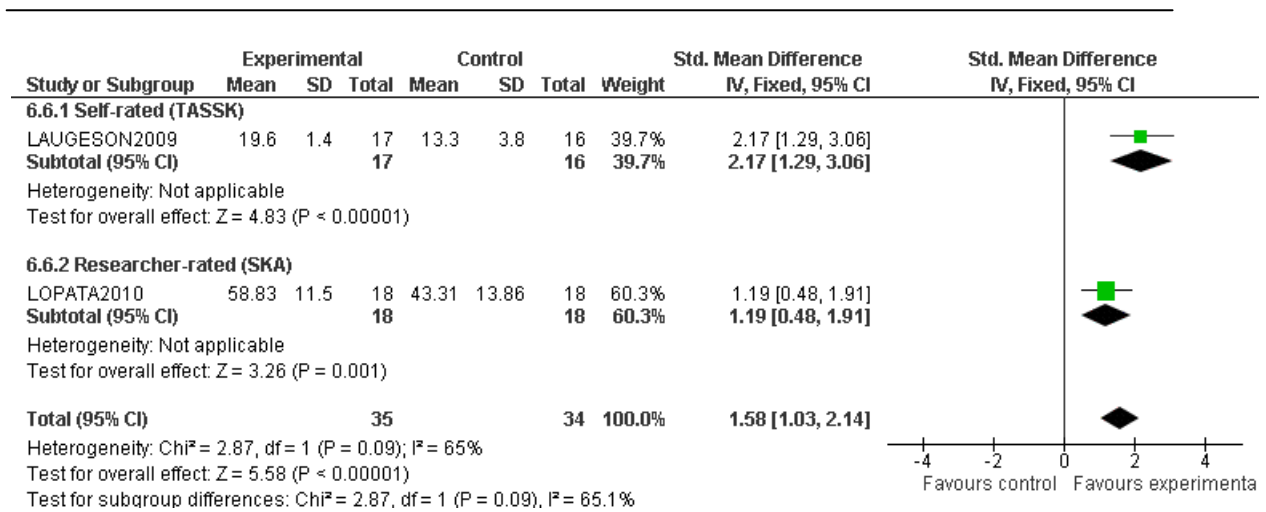 Experimental Control Std. Mean Difference Std. Mean Difference
Study or Subgroup Mean SD Total Mean SD Total Weight IV, Fixed, 95% CI IV, Fixed, 95% CI
6.6.1 Self-rated (TASSK)
LAUGESON2009 19.6 1.4 17 13.3 3.8 16 39.7% 2.17 [1.29, 3.06]
Subtotal (95% CI) 17 16 39.7% 2.17 [1.29, 3.06]
Heterogeneity: Not applicable
Test for overall effect: Z = 4.83 (P < 0.00001)
6.6.2 Researcher-rated (SKA)
LOPATA2010 58.83 11.5 18 43.31 13.86 18 60.3% 1.19 [0.48, 1.91]
Subtotal (95% CI) 18 18 60.3% 1.19 [0.48, 1.91]
Heterogeneity: Not applicable
Test for overall effect: Z = 3.26 (P = 0.001)
Total (95% CI) 35 34 100.0% 1.58 [1.03, 2.14]
Heterogeneity: Chi² = 2.87, df = 1 (P = 0.09); I² = 65%
Test for overall effect: Z = 5.58 (P < 0.00001)
Test for subgroup differences: Chi² = 2.87, df = 1 (P = 0.09), I² = 65.1%
-4 -2 0 2 4
Favours control Favours experimenta